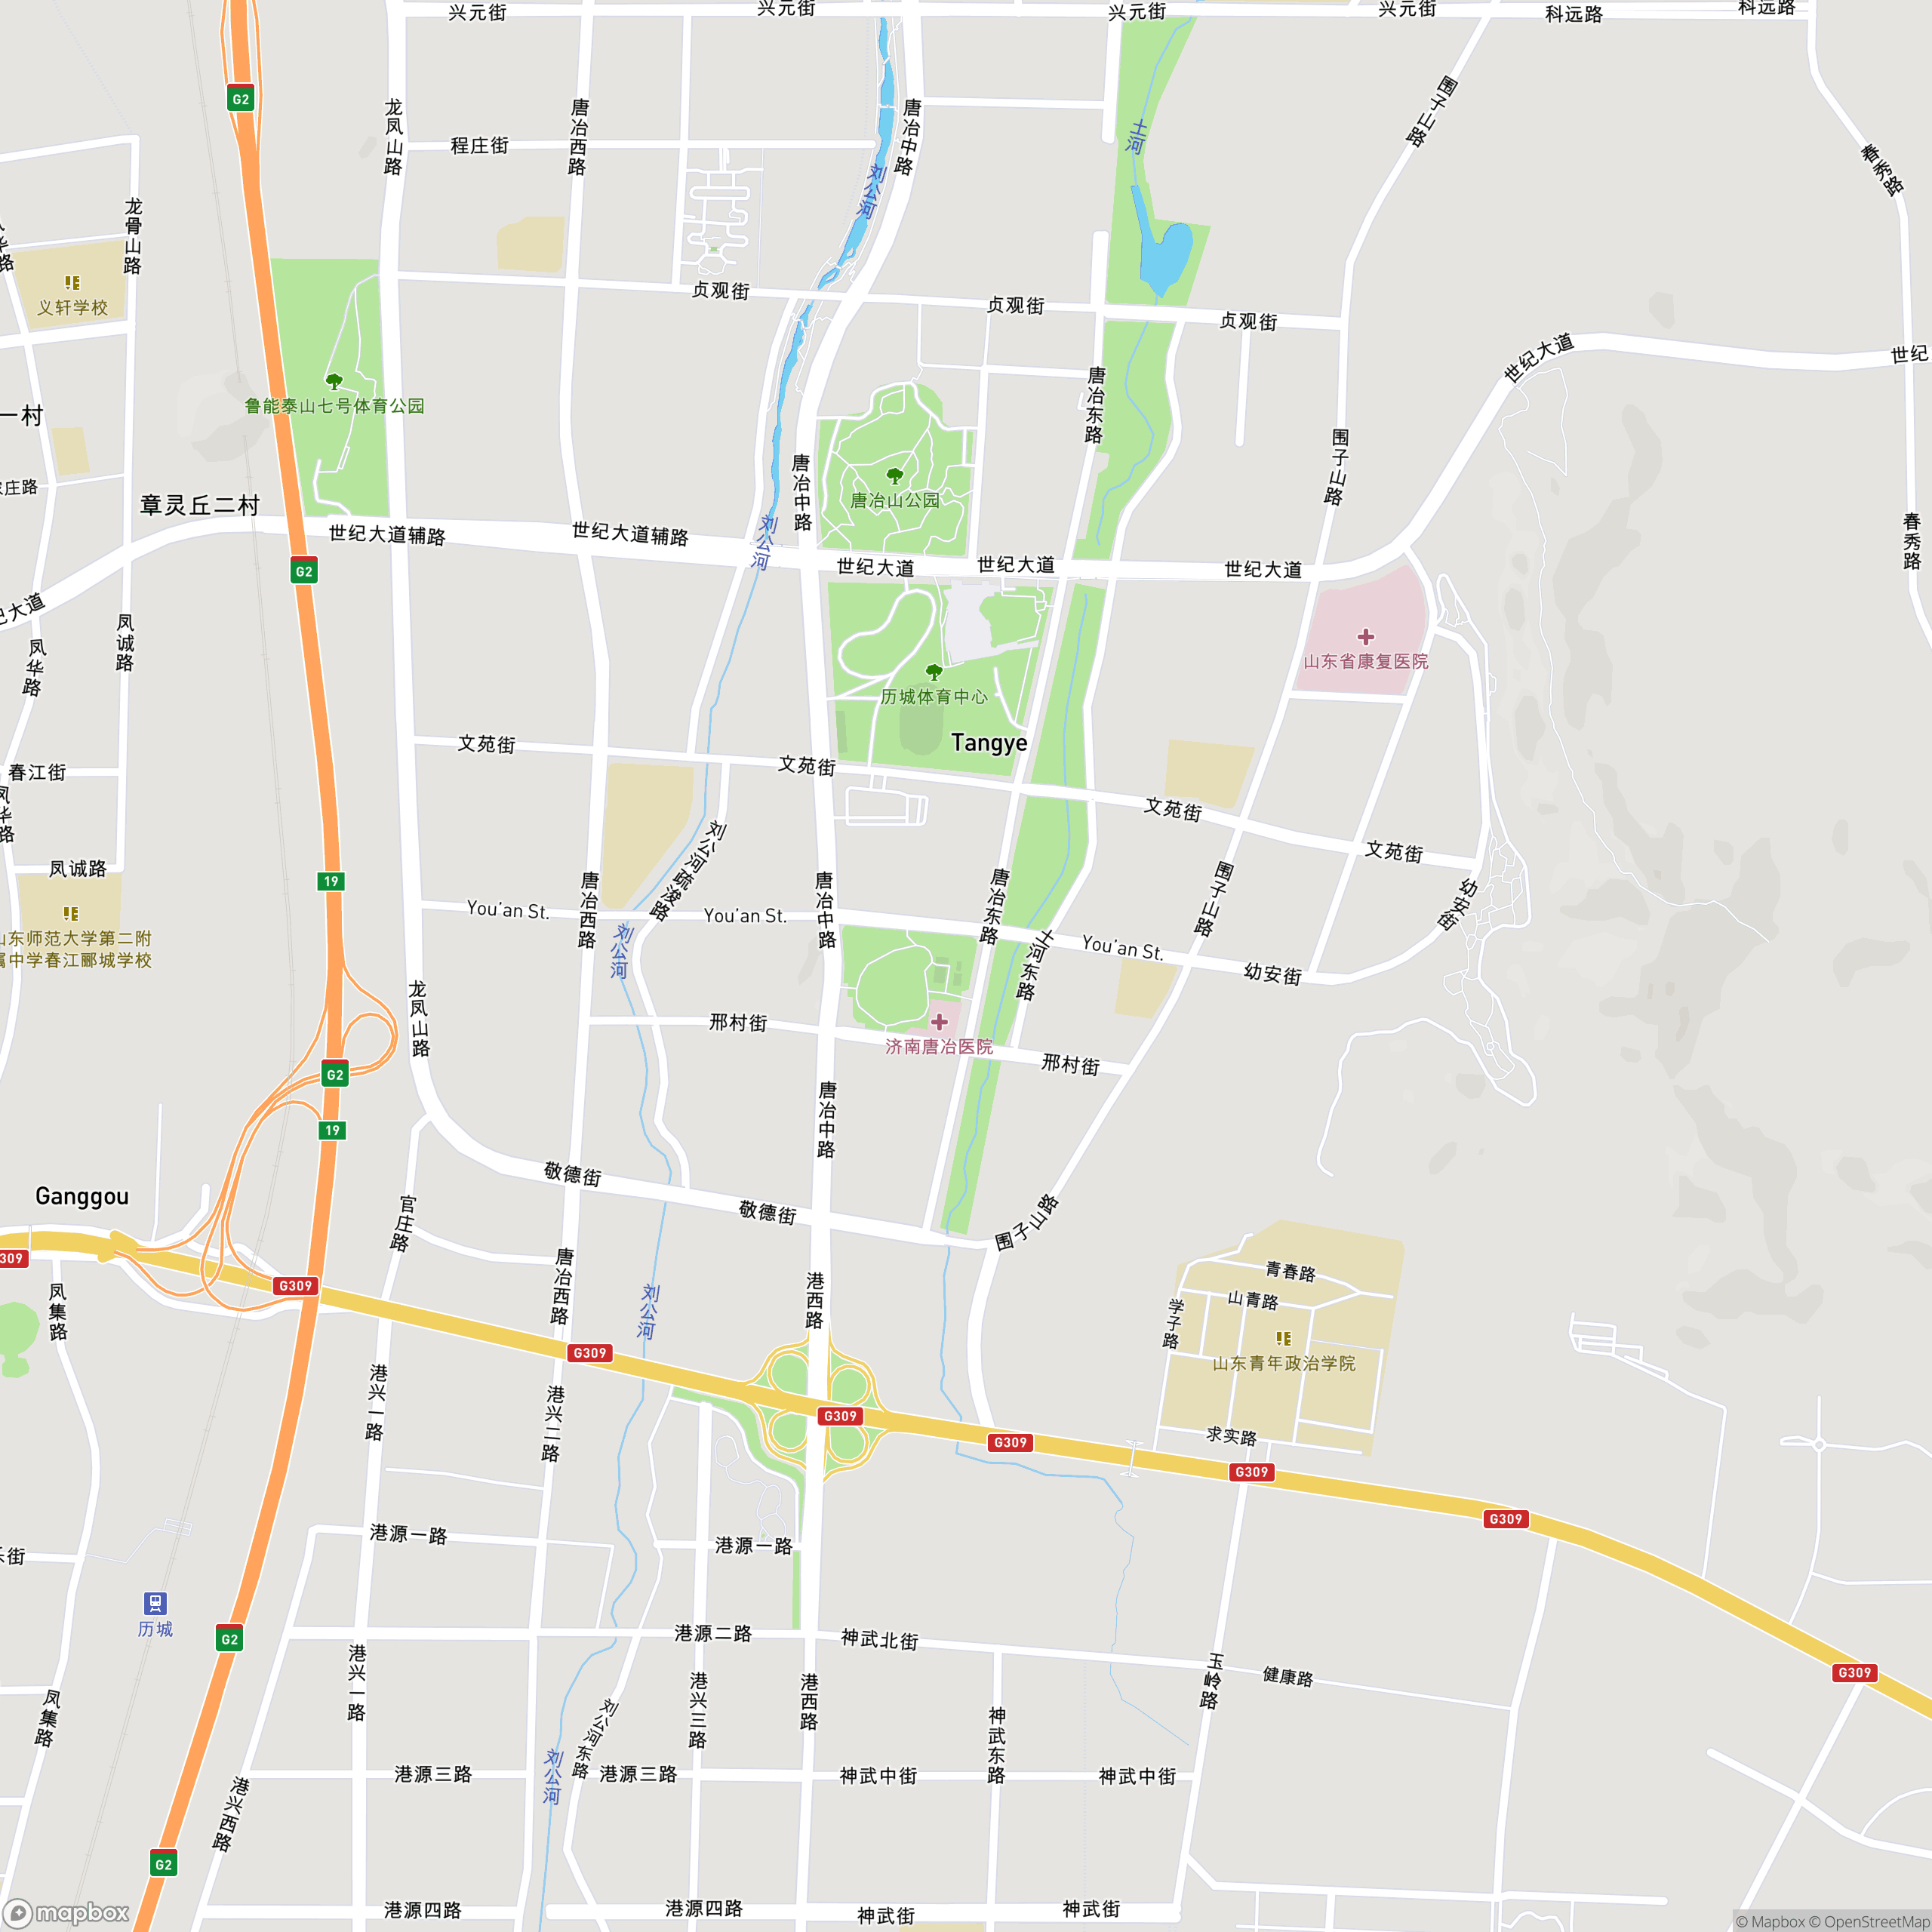 兴元街
兴元街
兴元街
兴元街
科远路
科远路
G2
龙凤山路
唐冶西路
唐冶中路
土河
围子山路
春秀路
程庄街
刘公河
龙骨山路
义轩学校
贞观街
贞观街
贞观街
世纪大道
世纪
鲁能泰山七号体育公园
唐冶东路
一村
围子山路
唐冶中路
唐冶山公园
章灵丘二村
世纪大道辅路
世纪大道辅路
刘公河
世纪大道
世纪大道
世纪大道
春秀路
G2
凤诚路
凤华路
山东省康复医院
历城体育中心
Tangye
文苑街
文苑街
文苑街
文苑街
春江街
凤诚路
19
刘公河疏浚路
唐冶西路
唐冶中路
唐冶东路
围子山路
幼安街
You'an St.
You'an St.
You'an St.
幼安街
山东师范大学第二附
属中学春江郦城学校
刘公河
土河东路
龙凤山路
邢村街
济南唐冶医院
邢村街
G2
唐冶中路
19
敬德街
敬德街
Ganggou
官庄路
围子山路
G309
G309
凤集路
唐冶西路
刘公河
港西路
青春路
山青路
学子路
山东青年政治学院
G309
港兴一路
港兴二路
G309
G309
求实路
G309
G309
港源一路
港源一路
历城
G2
港源二路
神武北街
港兴一路
港兴三路
港西路
玉岭路
健康路
G309
凤集路
刘公河东路
神武东路
刘公河
港源三路
港源三路
神武中街
神武中街
港兴西路
G2
港源四路
港源四路
神武街
神武街
mapbox
© Mapbox © OpenStreetMap